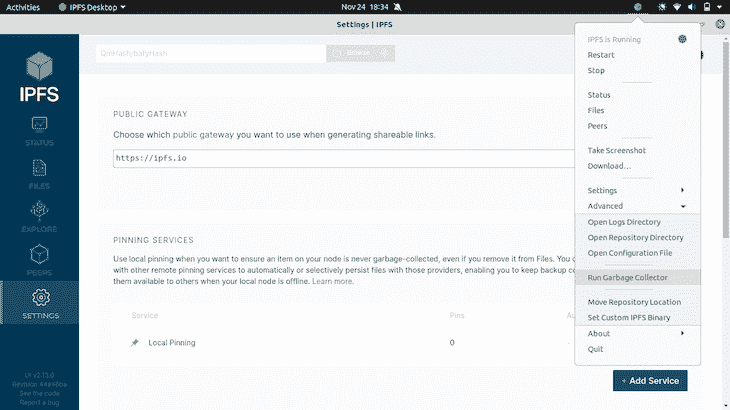 Activities
IPFS Desktop
Nov 24 18:34
Settings | IPFS
IPFS
STATUS
FILES
EXPLORE
PEERS
SETTINGS
UI v2.13.0
See the code
Report a bug
QmHash/bafyHash
Browse
PUBLIC GATEWAY
Choose which public gateway you want to use when generating shareable links.
https://ipfs.io
PINNING SERVICES
Use local pinning when you want to ensure an item on your node is never garbage-collected, even if you remove it from Files. You c
with other remote pinning services to automatically or selectively persist files with those providers, enabling you to keep backup co
them available to others when your local node is offline. Learn more.
Service
Pins
Au
Local Pinning
0
-
+ Add Service
IPFS is Running
Restart
Stop
Status
Files
Peers
Take Screenshot
Download...
Settings
Advanced
Open Logs Directory
Open Repository Directory
Open Configuration File
Run Garbage Collector
Move Repository Location
Set Custom IPFS Binary
About
Quit